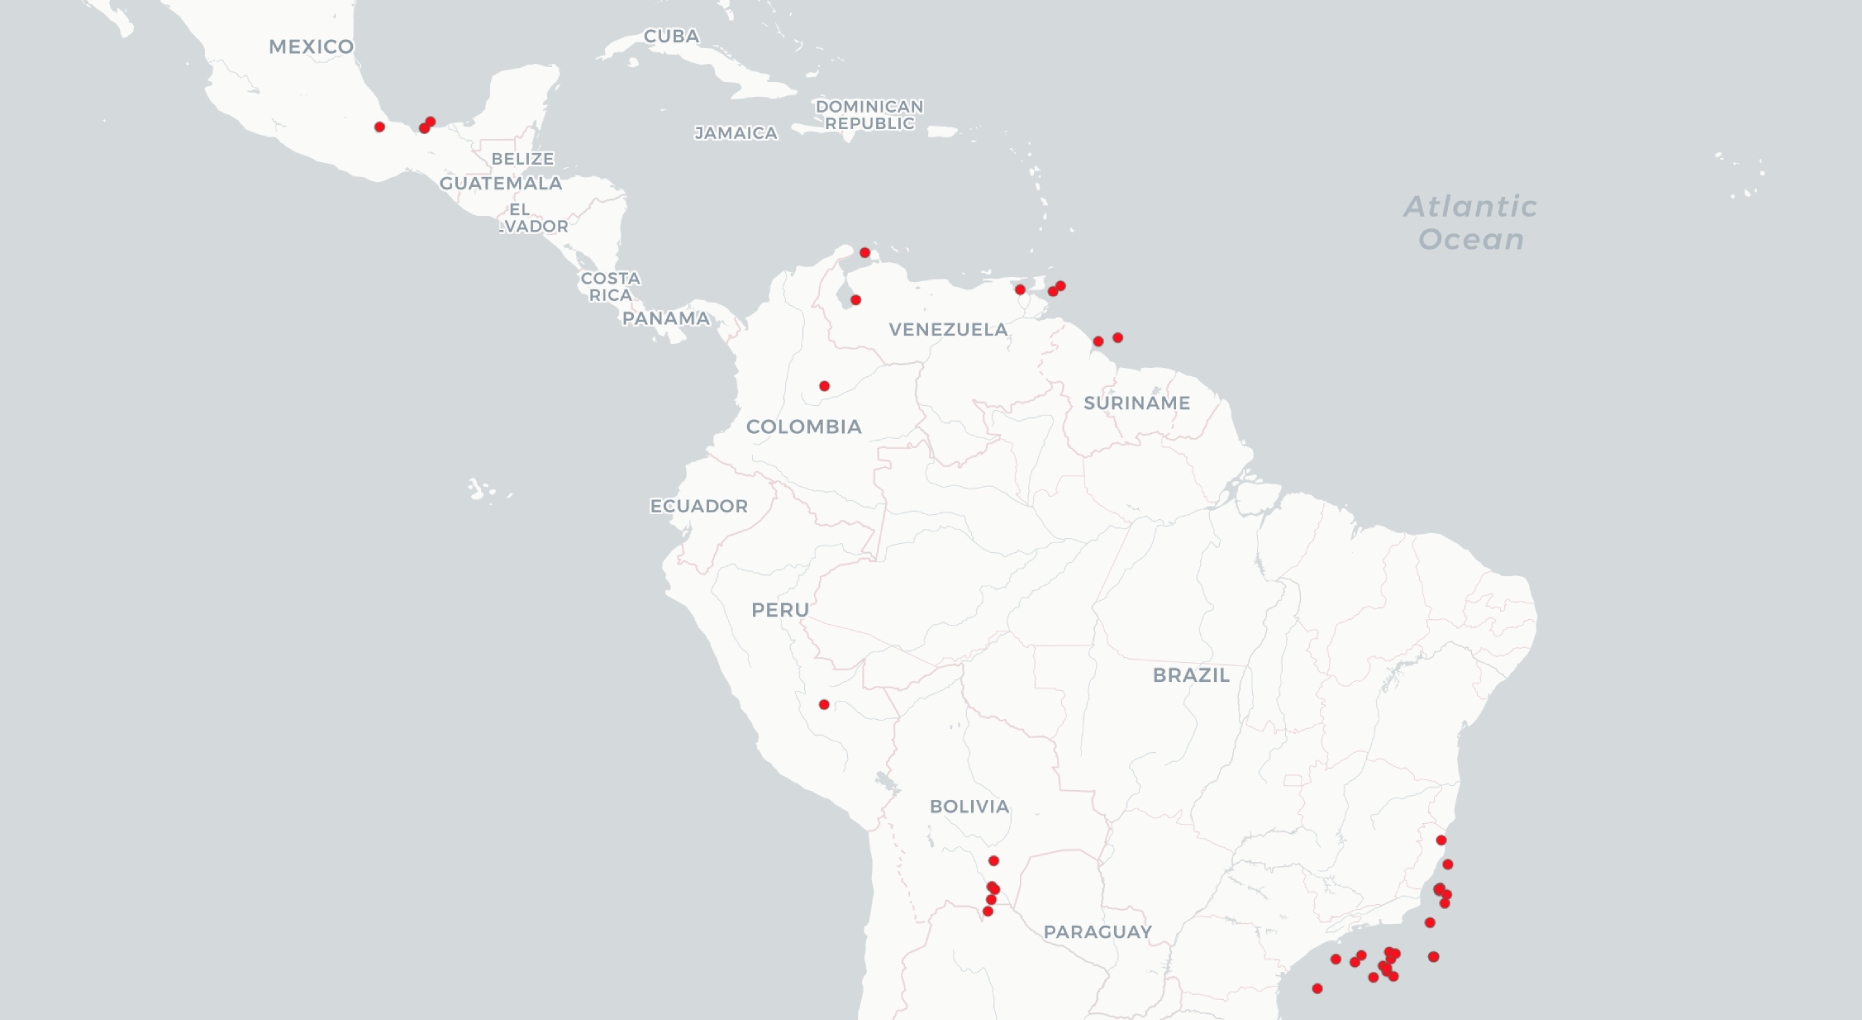 MEXICO
CUBA
DOMINICAN
REPUBLIC
JAMAICA
BELIZE
GUATEMALA
EL
VADOR
Atlantic
Ocean
COSTA
RICA
PANAMA
VENEZUELA
SURINAME
COLOMBIA
ECUADOR
PERU
BRAZIL
BOLIVIA
PARAGUAY